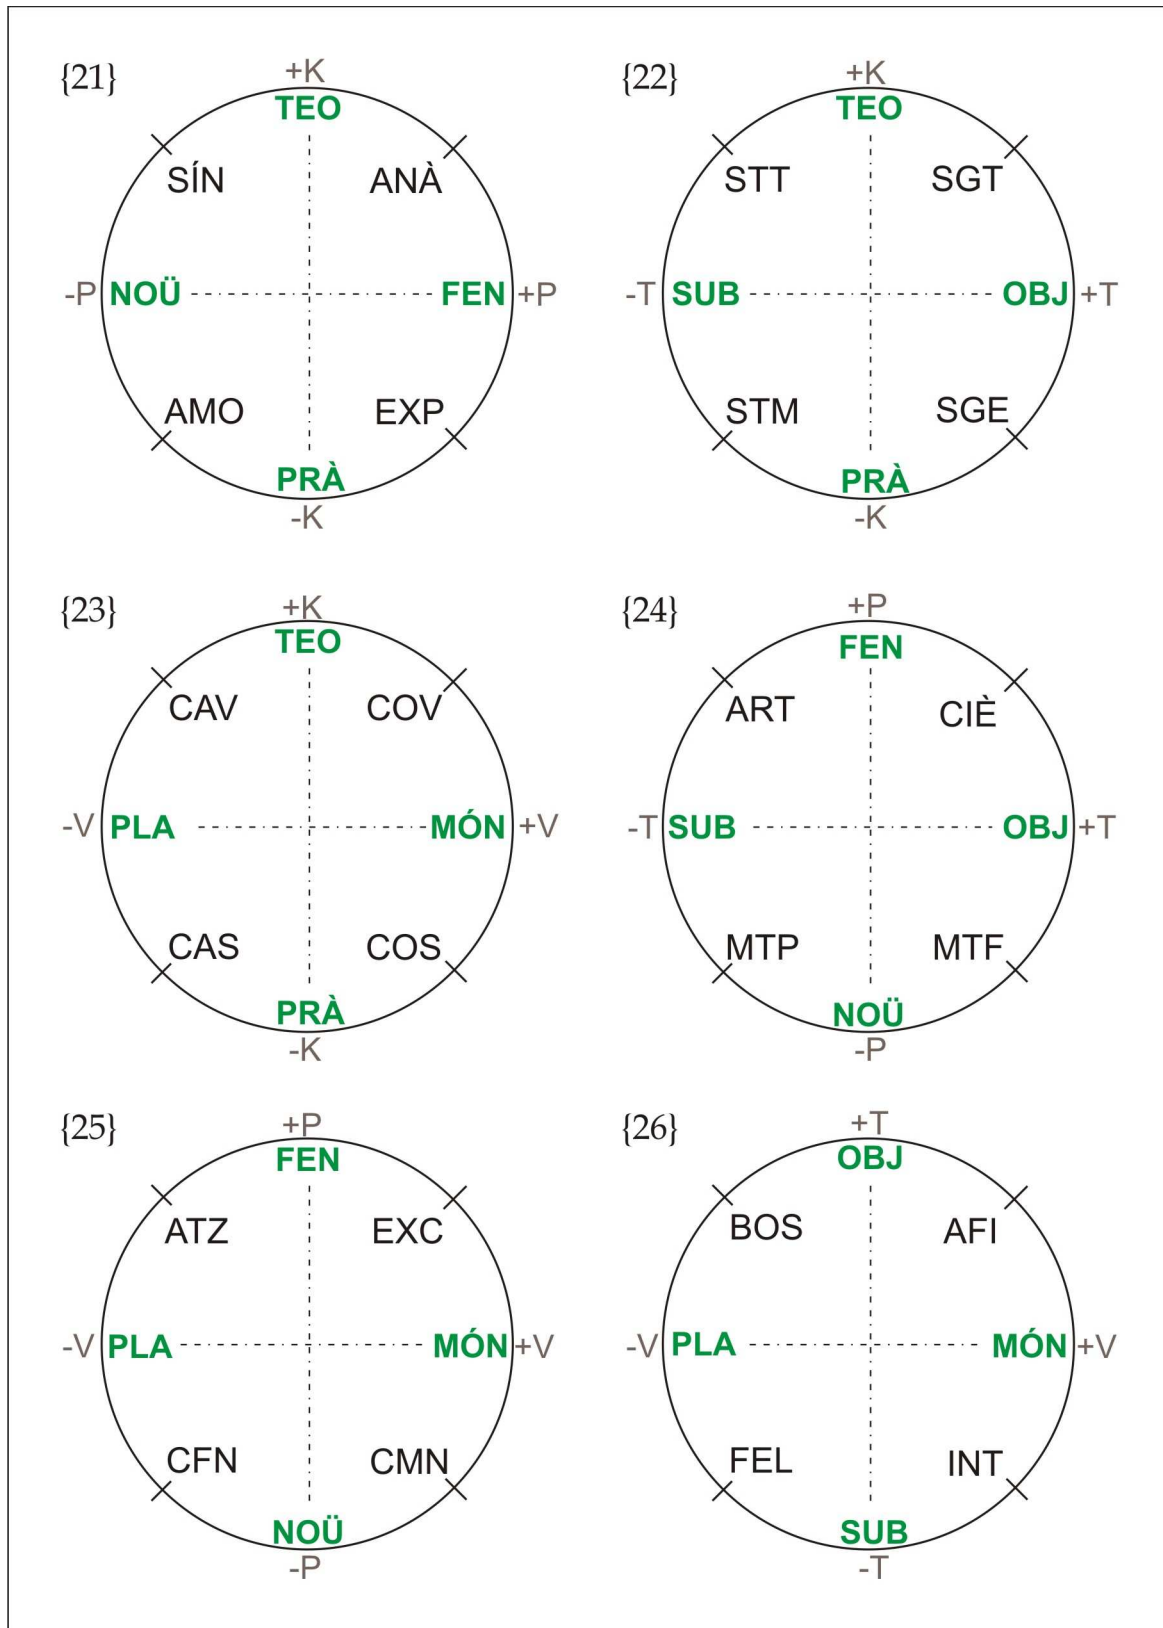 {21}
+K
TEO
SÍN ANÀ
-P NOÜ FEN +P
AMO EXP
PRÀ
-K
{22}
+K
TEO
STT SGT
-T SUB OBJ +T
STM SGE
PRÀ
-K
{23}
+K
TEO
CAV COV
-V PLA MÓN +V
CAS COS
PRÀ
-K
{24}
+P
FEN
ART CIÈ
-T SUB OBJ +T
MTP MTF
NOÜ
-P
{25}
+P
FEN
ATZ EXC
-V PLA MÓN +V
CFN CMN
NOÜ
-P
{26}
+T
OBJ
BOS AFI
-V PLA MÓN +V
FEL INT
SUB
-T